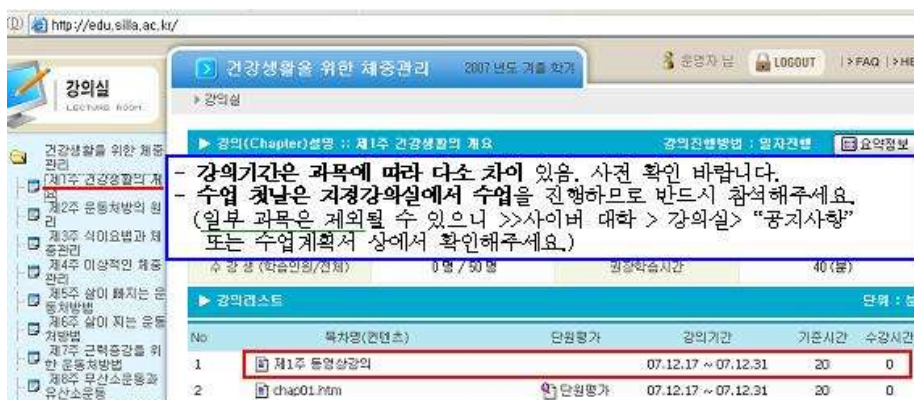 http://edu.silla.ac.kr/
강의실
LECTURE ROOM
건강생활을 위한 체중관리
2007년도 겨울 학기
운영자 님
LOGOUT
>FAQ
>HE
강의실
강의(Chapter)설명 :: 제1주 건강생활의 개요
강의진행방법 : 일자진행
요약정보
- 강의기간은 과목에 따라 다소 차이 있음. 사전 확인 바랍니다.
- 수업 첫날은 지정강의실에서 수업을 진행하므로 반드시 참석해주세요.
(일부 과목은 제외될 수 있으니 >>사이버 대학 > 강의실> “공지사항”
또는 수업계획서 상에서 확인해주세요.)
건강생활을 위한 체중
관리
제1주 건강생활의 개
요
제2주 운동처방의 원
리
제3주 식이요법과 체
중관리
제4주 이상적인 체중
관리
제5주 살이 빠지는 운
동처방법
제6주 살이 찌는 운동
처방법
제7주 근력증강을 위
한 운동처방법
제8주 무산소운동과
유산소운동
수 강 생 (학습인원/전체)
0 명 / 50 명
권장학습시간
40 (분)
강의리스트
단위 : 분
No
목차명(컨텐츠)
단원평가
강의기간
기준시간
수강시간
1
제1주 동영상강의
07.12.17 ~ 07.12.31
20
0
2
chap01.htm
단원평가
07.12.17 ~ 07.12.31
20
0